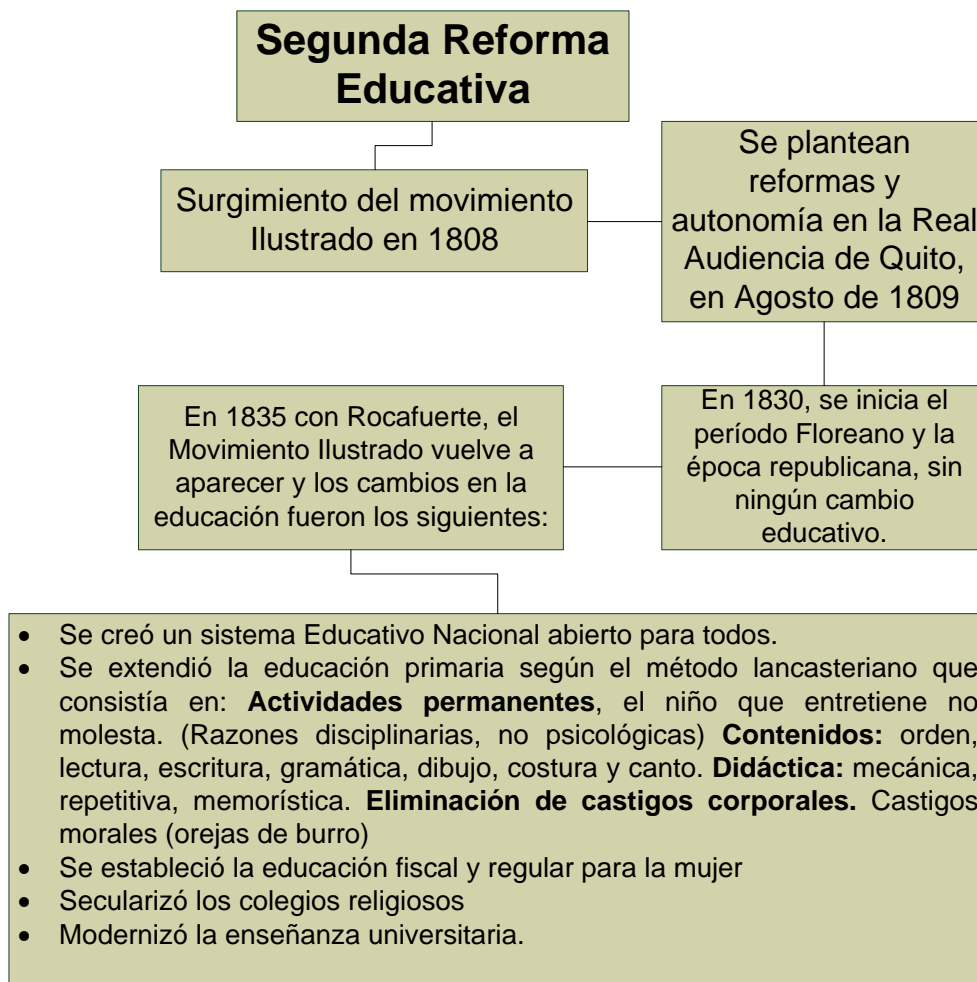 Segunda Reforma
Educativa
Surgimiento del movimiento
Ilustrado en 1808
Se plantean
reformas y
autonomía en la Real
Audiencia de Quito,
en Agosto de 1809
En 1830, se inicia el
período Floreano y la
época republicana, sin
ningún cambio
educativo.
En 1835 con Rocafuerte, el
Movimiento Ilustrado vuelve a
aparecer y los cambios en la
educación fueron los siguientes:
• Se creó un sistema Educativo Nacional abierto para todos.
• Se extendió la educación primaria según el método lancasteriano que
consistía en: Actividades permanentes, el niño que entretiene no
molesta. (Razones disciplinarias, no psicológicas) Contenidos: orden,
lectura, escritura, gramática, dibujo, costura y canto. Didáctica: mecánica,
repetitiva, memorística. Eliminación de castigos corporales. Castigos
morales (orejas de burro)
• Se estableció la educación fiscal y regular para la mujer
• Secularizó los colegios religiosos
• Modernizó la enseñanza universitaria.